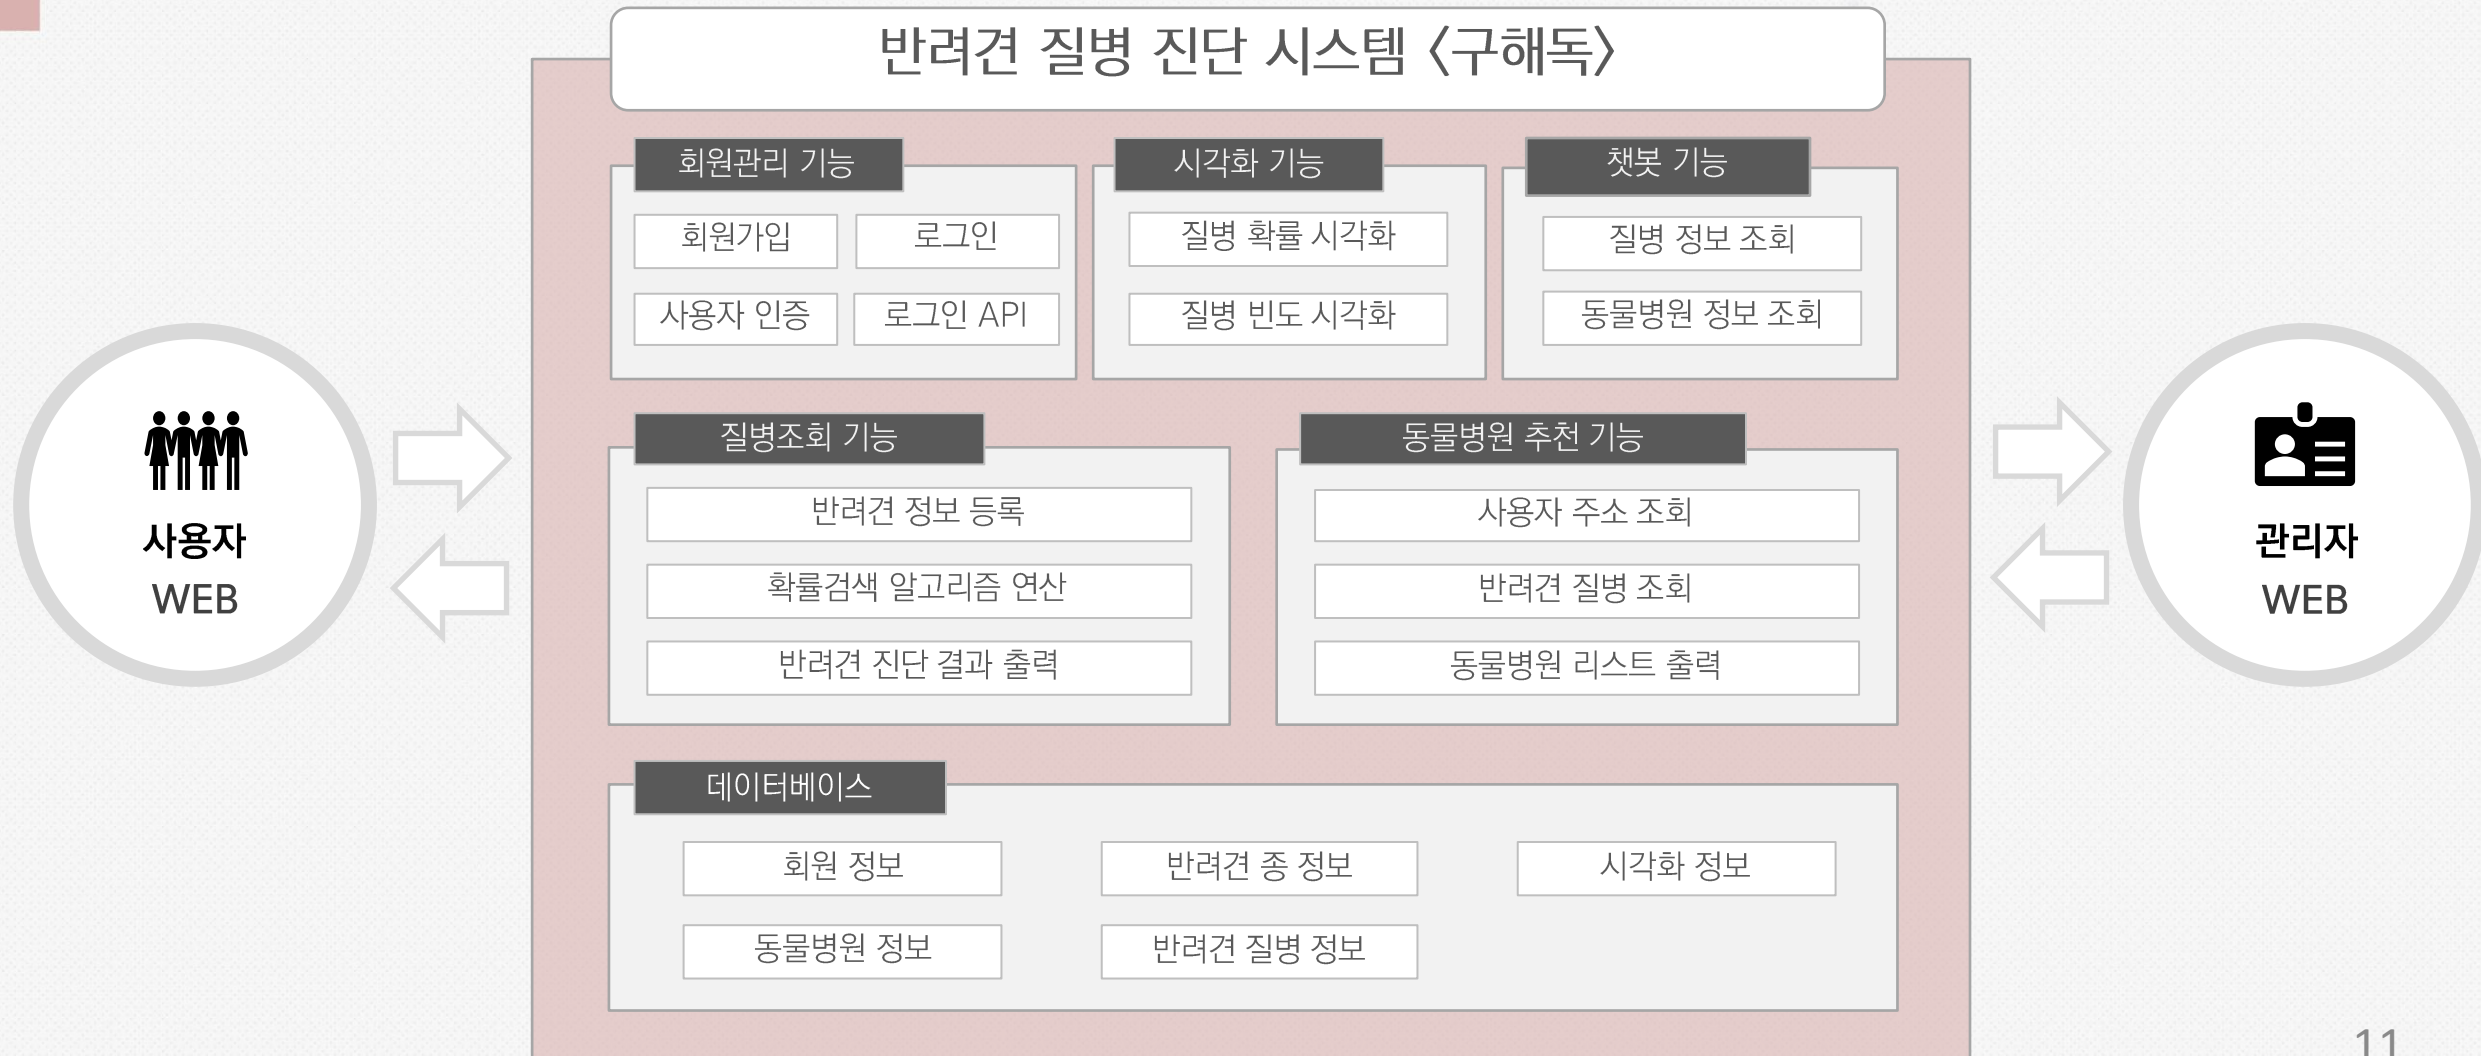 반려견 질병 진단 시스템 〈구해독〉
회원관리 기능
회원가입
로그인
사용자 인증
로그인 API
시각화 기능
질병 확률 시각화
질병 빈도 시각화
챗봇 기능
질병 정보 조회
동물병원 정보 조회
사용자
WEB
질병조회 기능
반려견 정보 등록
확률검색 알고리즘 연산
반려견 진단 결과 출력
동물병원 추천 기능
사용자 주소 조회
반려견 질병 조회
동물병원 리스트 출력
관리자
WEB
데이터베이스
회원 정보
반려견 종 정보
시각화 정보
동물병원 정보
반려견 질병 정보
11